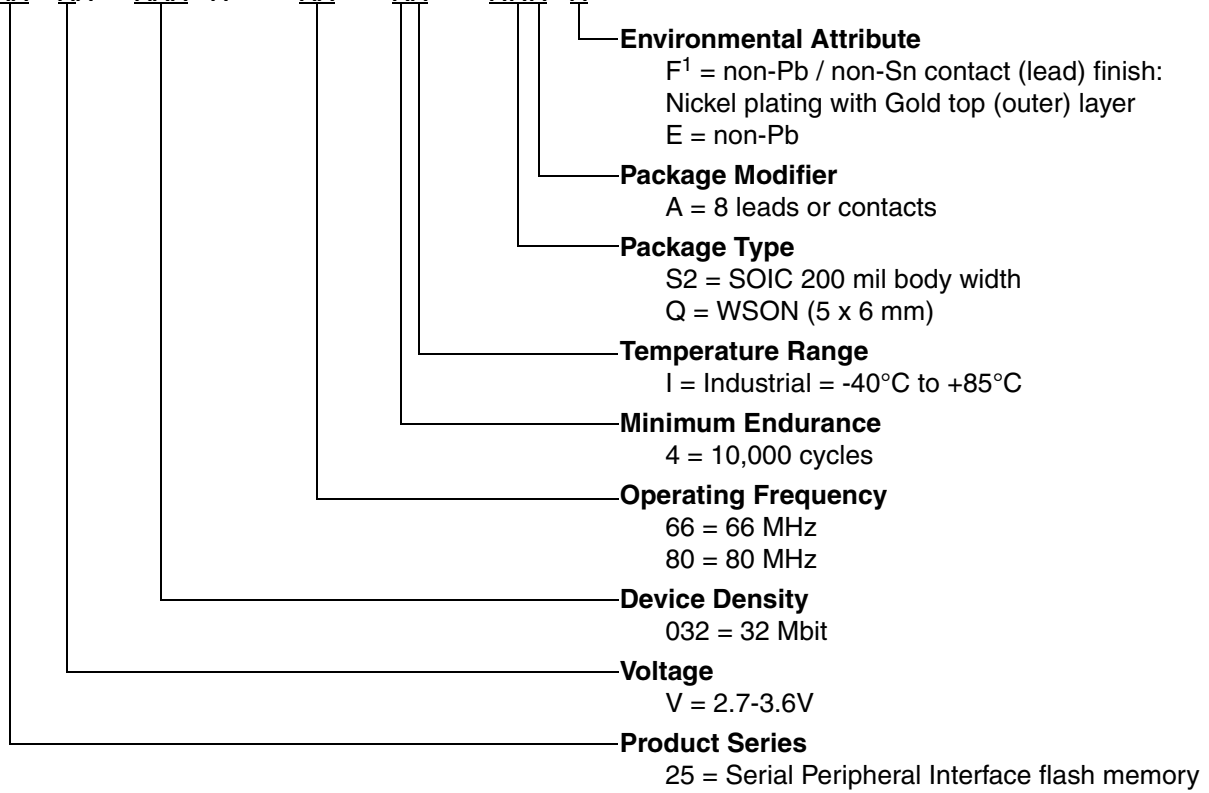 Environmental Attribute
F1 = non-Pb / non-Sn contact (lead) finish:
Nickel plating with Gold top (outer) layer
E = non-Pb
Package Modifier
A = 8 leads or contacts
Package Type
S2 = SOIC 200 mil body width
Q = WSON (5 x 6 mm)
Temperature Range
I = Industrial = -40°C to +85°C
Minimum Endurance
4 = 10,000 cycles
Operating Frequency
66 = 66 MHz
80 = 80 MHz
Device Density
032 = 32 Mbit
Voltage
V = 2.7-3.6V
Product Series
25 = Serial Peripheral Interface flash memory